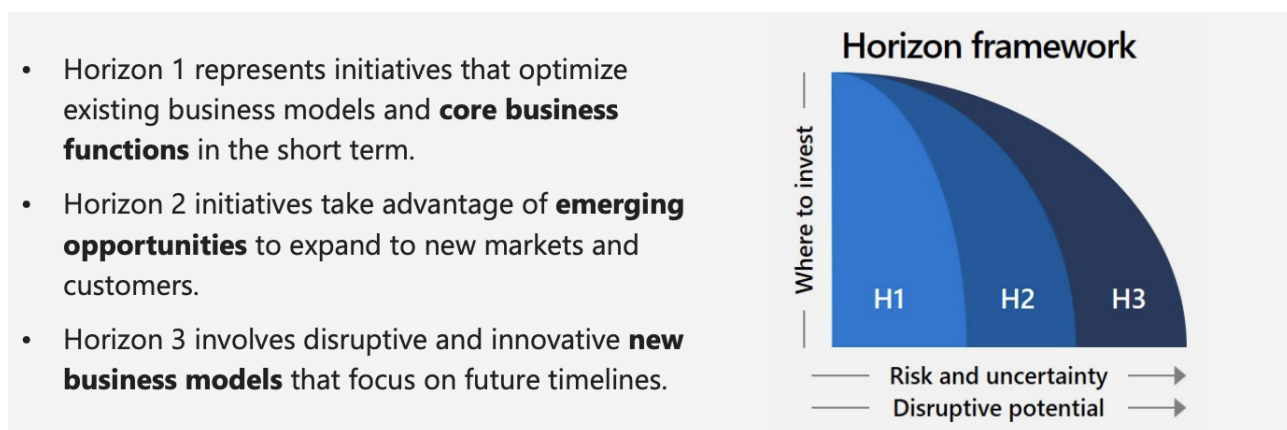 • Horizon 1 represents initiatives that optimize
existing business models and core business
functions in the short term.
• Horizon 2 initiatives take advantage of emerging
opportunities to expand to new markets and
customers.
• Horizon 3 involves disruptive and innovative new
business models that focus on future timelines.
Horizon framework
Where to invest
H1
H2
H3
Risk and uncertainty
Disruptive potential